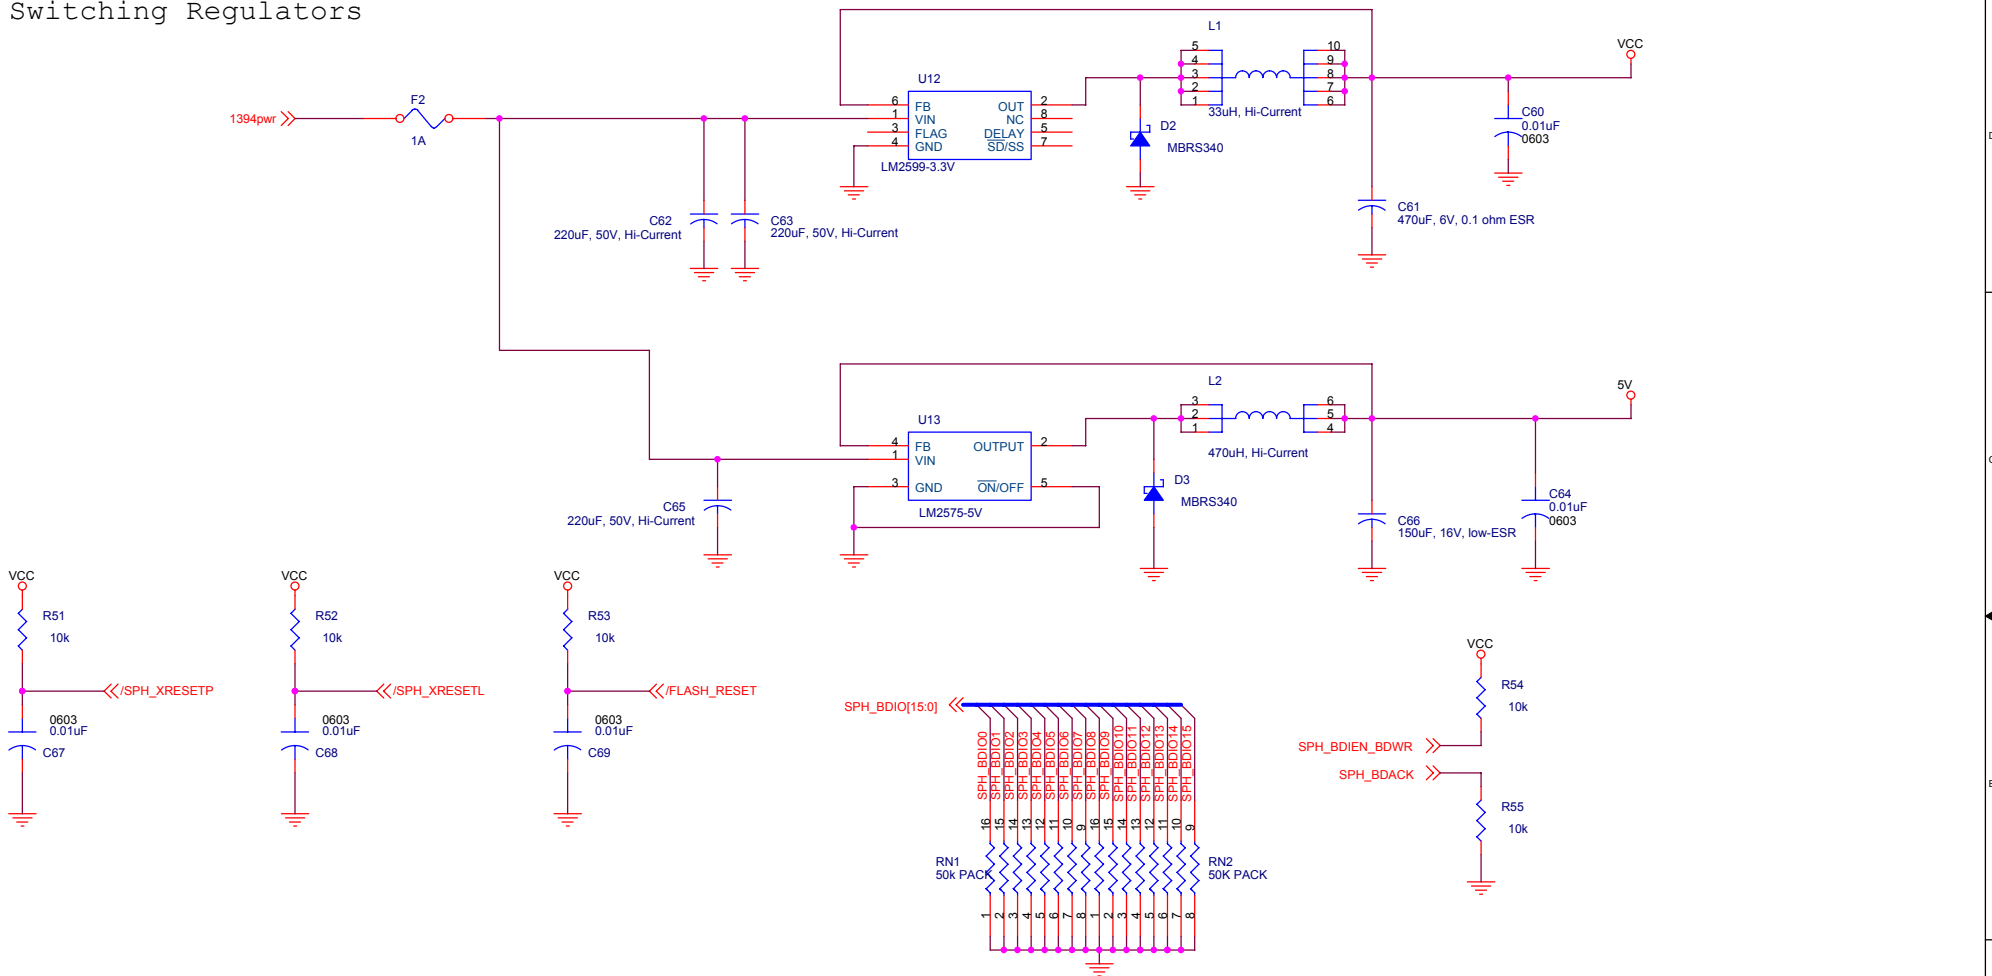 Switching Regulators
1394pwr
F2
1A
U12
6 FB OUT 2
1 VIN NC 8
3 FLAG DELAY 5
4 GND SD/SS 7
LM2599-3.3V
L1
5 10
4 9
3 8
2 7
1 6
33uH, Hi-Current
VCC
D2
MBRS340
C60
0.01uF
0603
C61
470uF, 6V, 0.1 ohm ESR
C62
220uF, 50V, Hi-Current
C63
220uF, 50V, Hi-Current
U13
4 FB OUTPUT 2
1 VIN
3 GND ON/OFF 5
LM2575-5V
L2
3 6
2 5
1 4
470uH, Hi-Current
5V
D3
MBRS340
C64
0.01uF
0603
C65
220uF, 50V, Hi-Current
C66
150uF, 16V, low-ESR
VCC
R51
10k
/SPH_XRESETP
0603
0.01uF
C67
VCC
R52
10k
/SPH_XRESETL
0603
0.01uF
C68
VCC
R53
10k
/FLASH_RESET
0603
0.01uF
C69
SPH_BDIO[15:0]
SPH_BDIO0
SPH_BDIO1
SPH_BDIO2
SPH_BDIO3
SPH_BDIO4
SPH_BDIO5
SPH_BDIO6
SPH_BDIO7
SPH_BDIO8
SPH_BDIO9
SPH_BDIO10
SPH_BDIO11
SPH_BDIO12
SPH_BDIO13
SPH_BDIO14
SPH_BDIO15
16 15 14 13 12 11 10 9 16 15 14 13 12 11 10 9
RN1
50k PACK
RN2
50K PACK
1 2 3 4 5 6 7 8 1 2 3 4 5 6 7 8
VCC
R54
10k
SPH_BDIEN_BDWR
SPH_BDACK
R55
10k